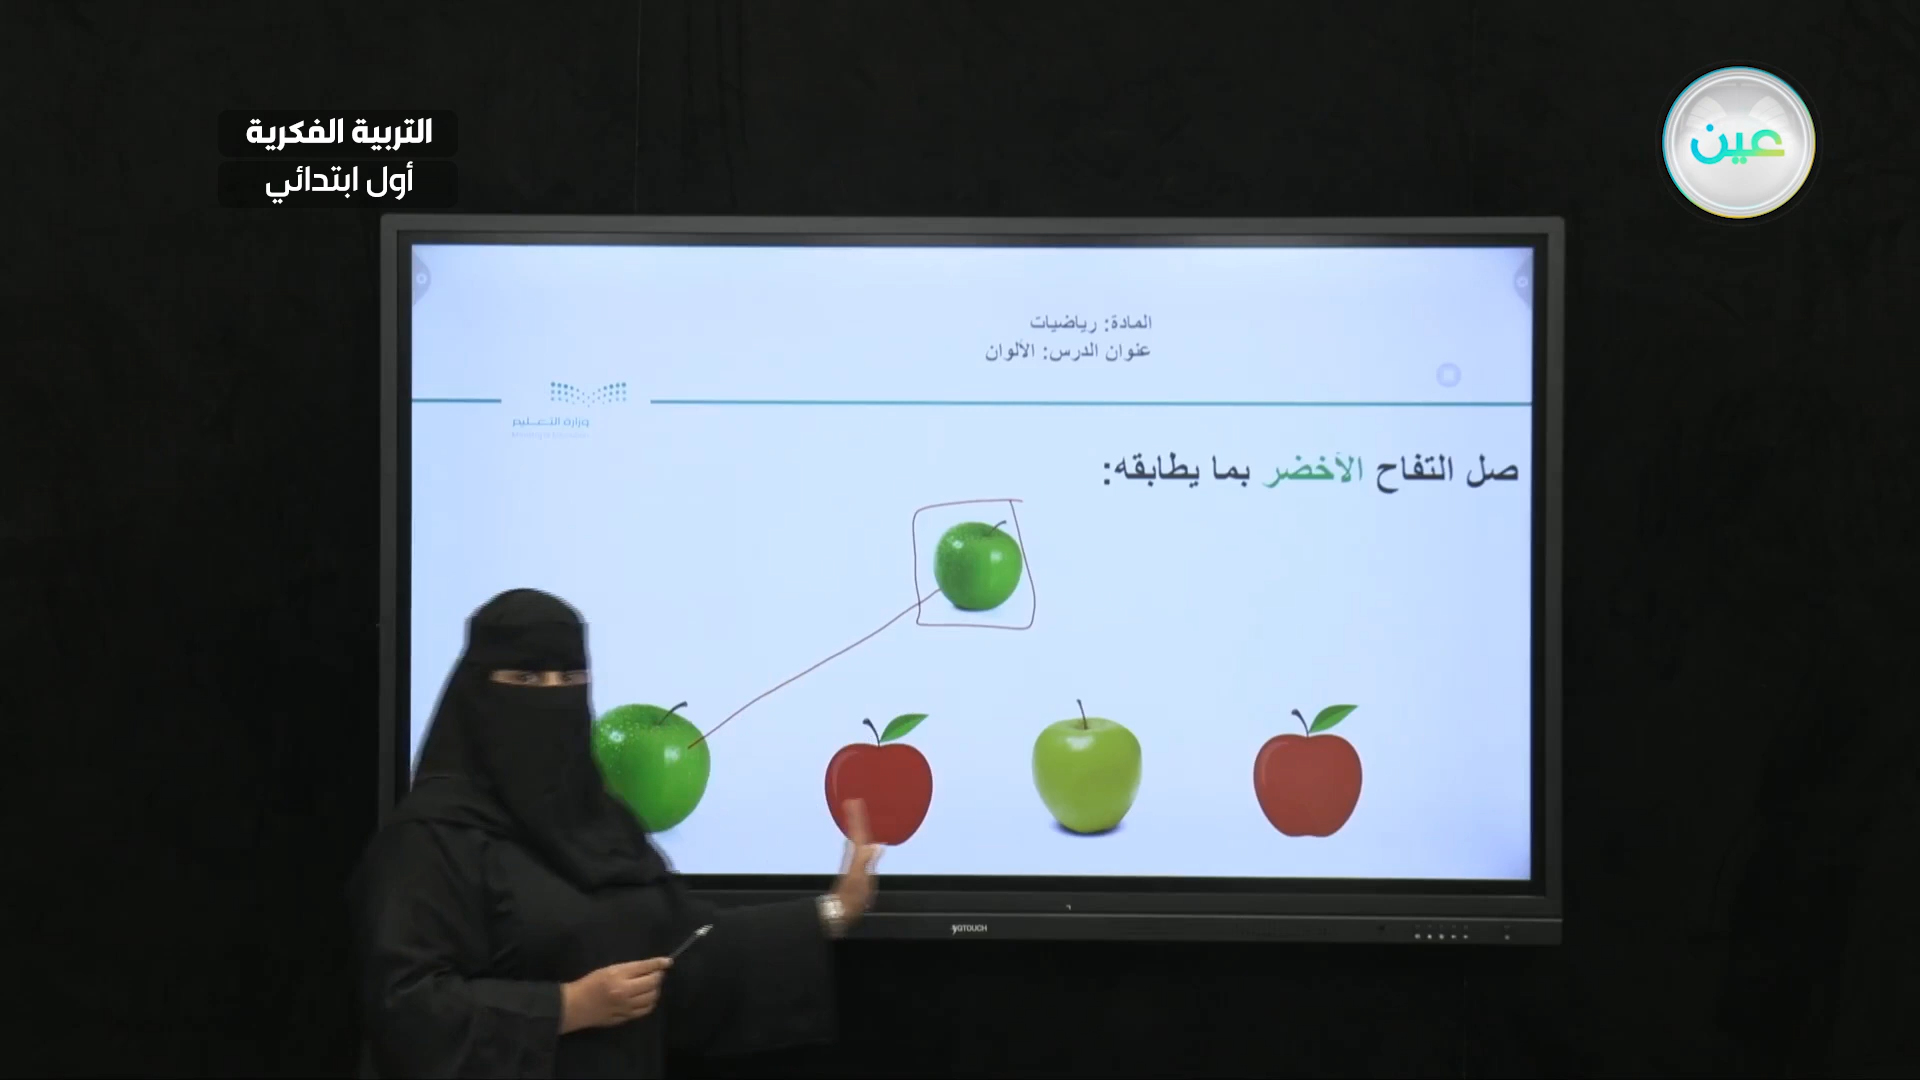 التربية الفكرية
أول ابتدائي
عين
المادة: رياضيات
عنوان الدرس: الألوان
وزارة التعليم
صل التفاح الأخضر بما يطابقه: